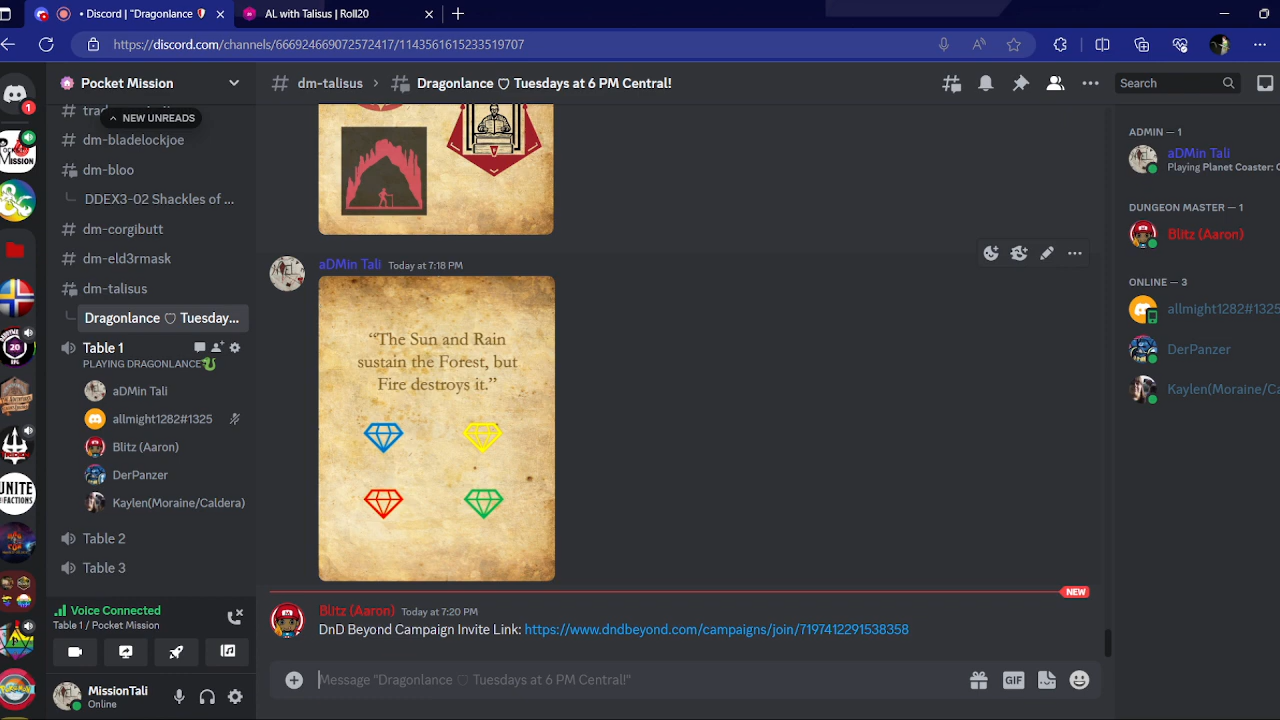 • Discord | "Dragonlance
AL with Talisus | Roll20
https://discord.com/channels/666924669072572417/1143561615233519707
Pocket Mission
# dm-talisus > Dragonlance 🛡 Tuesdays at 6 PM Central!
Search
NEW UNREADS
dm-bladelockjoe
dm-bloo
DDEX3-02 Shackles of ...
dm-corgibutt
dm-eld3rmask
dm-talisus
Dragonlance 🛡 Tuesday...
Table 1
PLAYING DRAGONLANCE
aDMin Tali
allmight1282#1325
Blitz (Aaron)
DerPanzer
Kaylen(Moraine/Caldera)
Table 2
Table 3
Voice Connected
Table 1 / Pocket Mission
MissionTali
Online
aDMin Tali Today at 7:18 PM
“The Sun and Rain
sustain the Forest, but
Fire destroys it.”
NEW
Blitz (Aaron) Today at 7:20 PM
DnD Beyond Campaign Invite Link: https://www.dndbeyond.com/campaigns/join/7197412291538358
Message "Dragonlance 🛡 Tuesdays at 6 PM Central!"
GIF
ADMIN — 1
aDMin Tali
Playing Planet Coaster:
DUNGEON MASTER — 1
Blitz (Aaron)
ONLINE — 3
allmight1282#1325
DerPanzer
Kaylen(Moraine/Ca
UNITE
FACTIONS
1
20